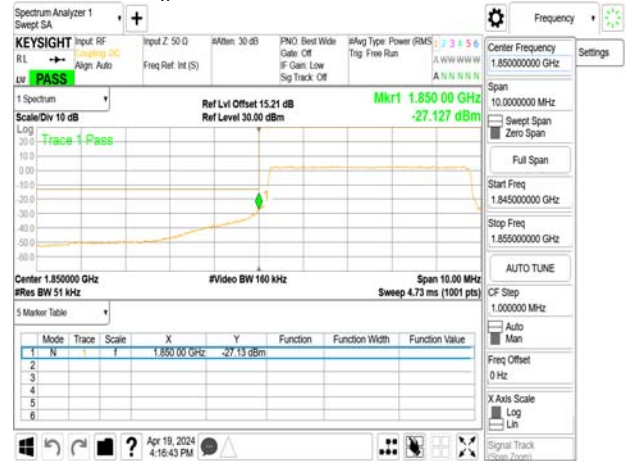 Spectrum Analyzer 1
Swept SA
+
Frequency
KEYSIGHT Input: RF Input Z: 50 Ω #Atten: 30 dB PNO: Best Wide #Avg Type: Power (RMS 1 2 3 4 5 6
RL Coupling: DC Gate: Off Trig: Free Run A W W W W W
Align: Auto Freq Ref: Int (S) IF Gain: Low
LW PASS Sig Track: Off A N N N N N
1 Spectrum
Ref Lvl Offset 15.21 dB Mkr1 1.850 00 GHz
Scale/Div 10 dB Ref Level 30.00 dBm -27.127 dBm
Log
Trace 1 Pass
20.0
10.0
0.00
-10.0
-20.0
-30.0
-40.0
-50.0
-60.0
1
Center 1.850000 GHz #Video BW 160 kHz Span 10.00 MHz
#Res BW 51 kHz Sweep 4.73 ms (1001 pts)
5 Marker Table
Mode Trace Scale X Y Function Function Width Function Value
1 N 1 f 1.850 00 GHz -27.13 dBm
2
3
4
5
6
? Apr 19, 2024
4:16:43 PM
Center Frequency
1.850000000 GHz
Settings
Span
10.0000000 MHz
Swept Span
Zero Span
Full Span
Start Freq
1.845000000 GHz
Stop Freq
1.855000000 GHz
AUTO TUNE
CF Step
1.000000 MHz
Auto
Man
Freq Offset
0 Hz
X Axis Scale
Log
Lin
Signal Track
(Span Zoom)